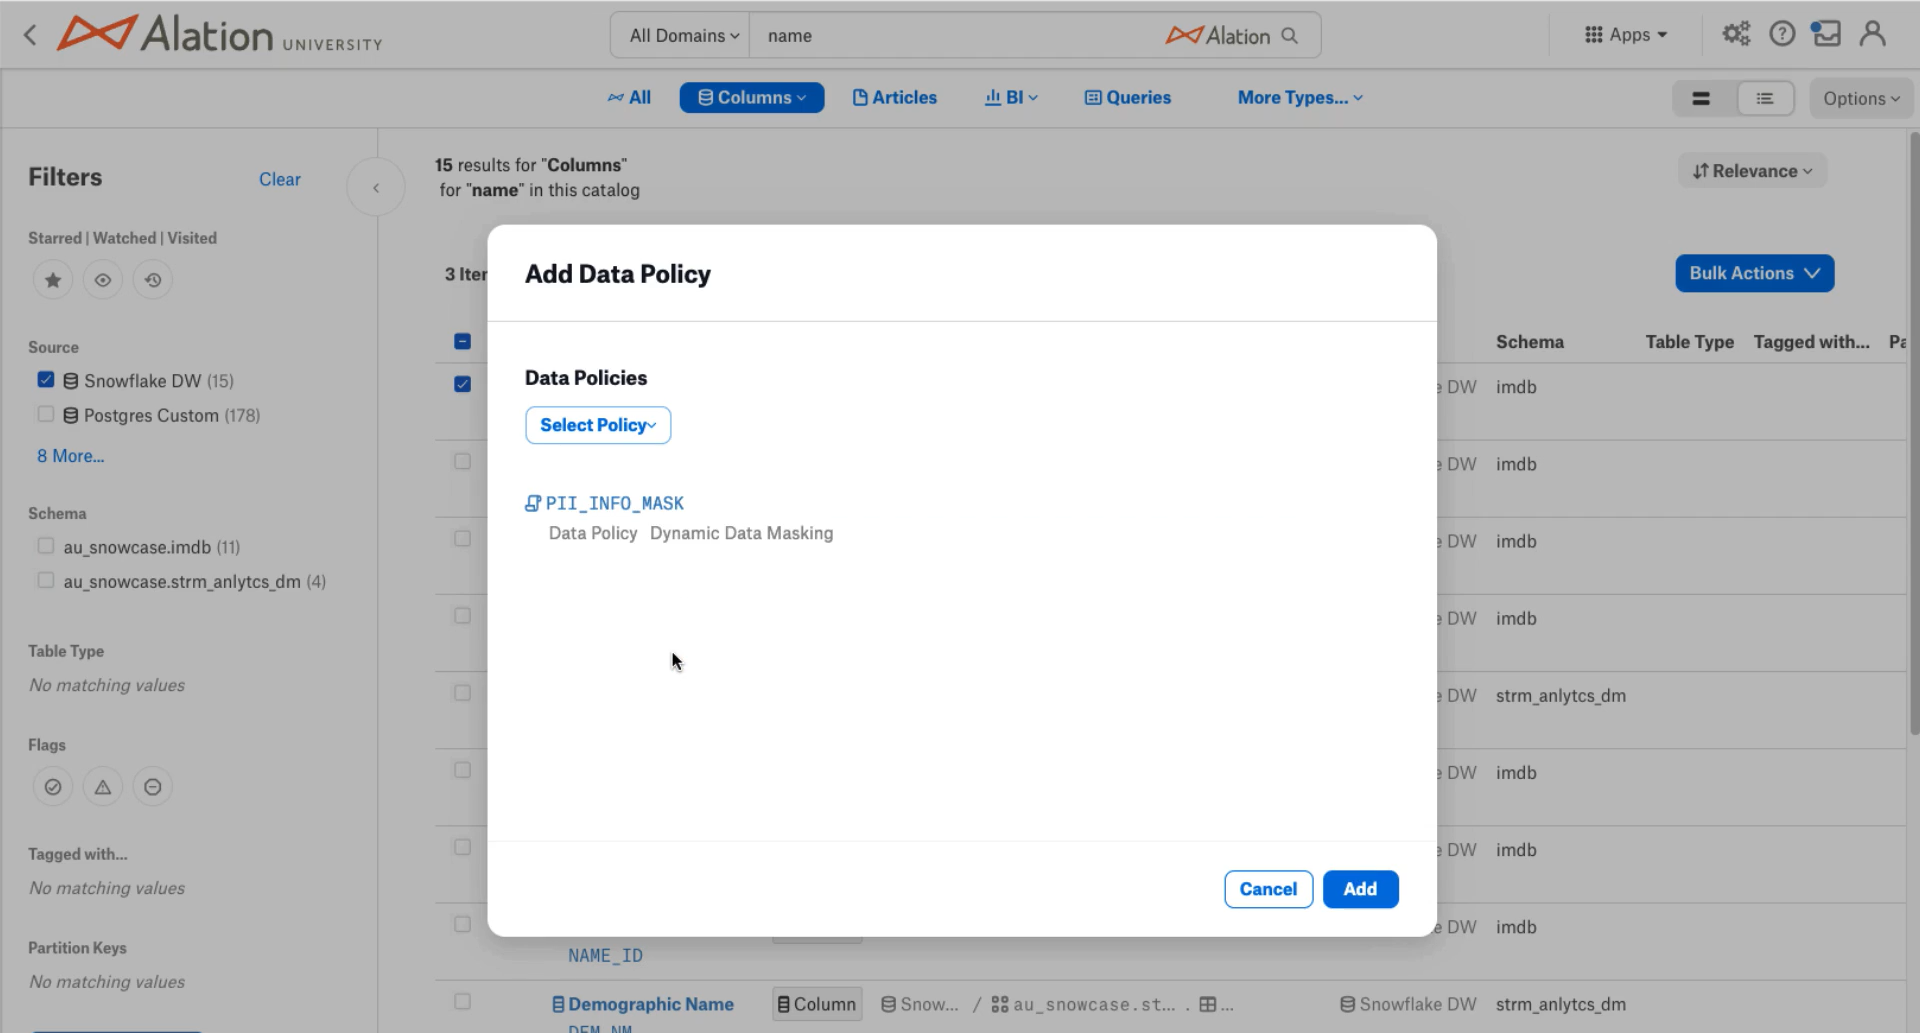 Alation UNIVERSITY
All Domains
name
Alation
Apps
All
Columns
Articles
BI
Queries
More Types...
Options
Filters
Clear
Starred | Watched | Visited
Source
Snowflake DW (15)
Postgres Custom (178)
8 More...
Schema
au_snowcase.imdb (11)
au_snowcase.strm_anlytcs_dm (4)
Table Type
No matching values
Flags
Tagged with...
No matching values
Partition Keys
No matching values
15 results for "Columns"
for "name" in this catalog
Relevance
3 Iter
Bulk Actions
Schema Table Type Tagged with... Pa
e DW imdb
e DW imdb
e DW imdb
e DW imdb
e DW strm_anlytcs_dm
e DW imdb
e DW imdb
e DW imdb
NAME_ID
Demographic Name Column Snow... / au_snowcase.st... . ... Snowflake DW strm_anlytcs_dm
DEM_NM
Add Data Policy
Data Policies
Select Policy
PII_INFO_MASK
Data Policy Dynamic Data Masking
Cancel
Add